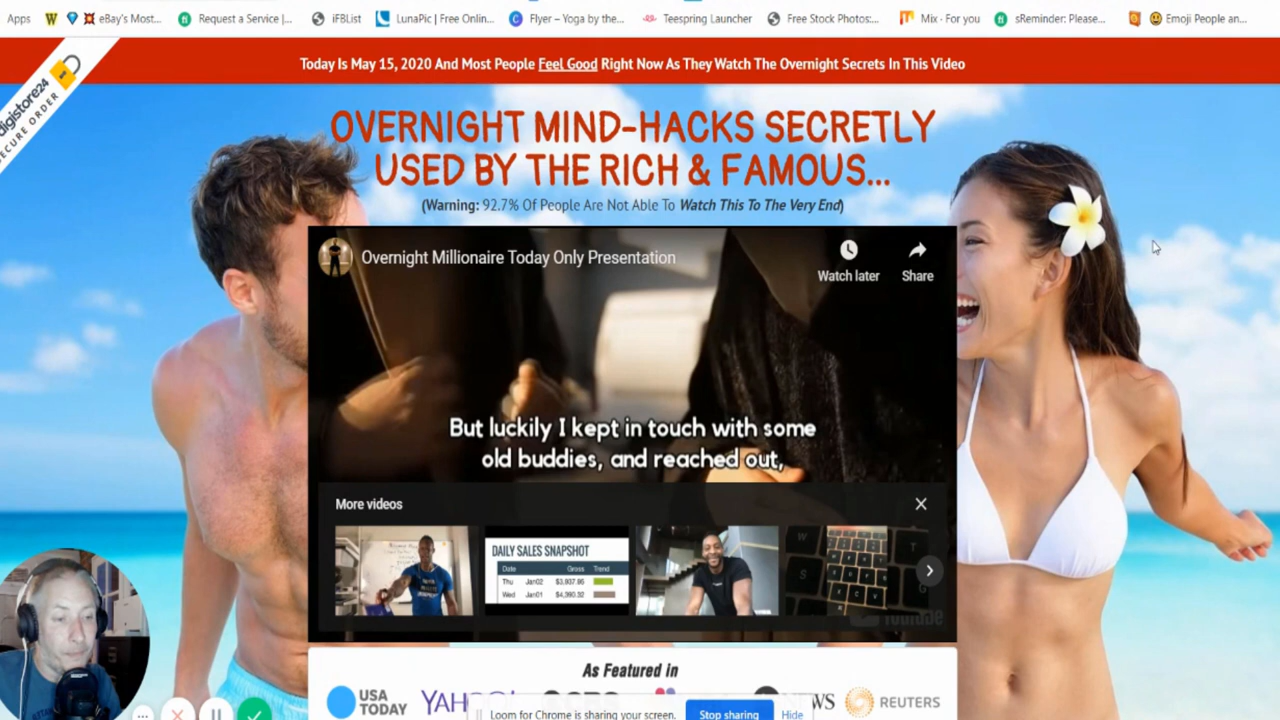 Apps
eBay's Most...
Request a Service |...
iFBList
LunaPic | Free Onlin...
Flyer – Yoga by the...
Teespring Launcher
Free Stock Photos:...
Mix · For you
sReminder: Please...
Emoji People an...
digistore24
SECURE ORDER
Today Is May 15, 2020 And Most People Feel Good Right Now As They Watch The Overnight Secrets In This Video
OVERNIGHT MIND-HACKS SECRETLY
USED BY THE RICH & FAMOUS...
(Warning: 92.7% Of People Are Not Able To Watch This To The Very End)
Overnight Millionaire Today Only Presentation
Watch later
Share
But luckily I kept in touch with some
old buddies, and reached out,
More videos
DAILY SALES SNAPSHOT
Date Gross Trend
Thu Jan02 $3,937.95
Wed Jan01 $4,390.32
YouTube
As Featured in
USA
TODAY
REUTERS
Loom for Chrome is sharing your screen.
Stop sharing
Hide